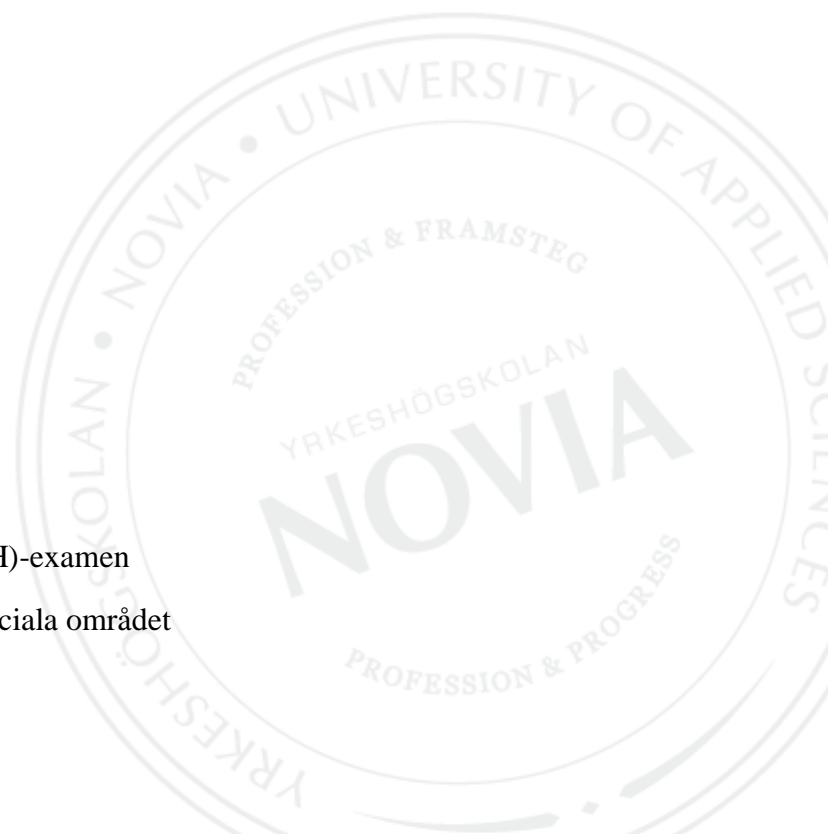 YRKESHÖGSKOLAN • NOVIA • UNIVERSITY OF APPLIED SCIENCES
PROFESSION & FRAMSTEG
YRKESHÖGSKOLAN
NOVIA
PROFESSION & PROGRESS
H)-examen
ciala området